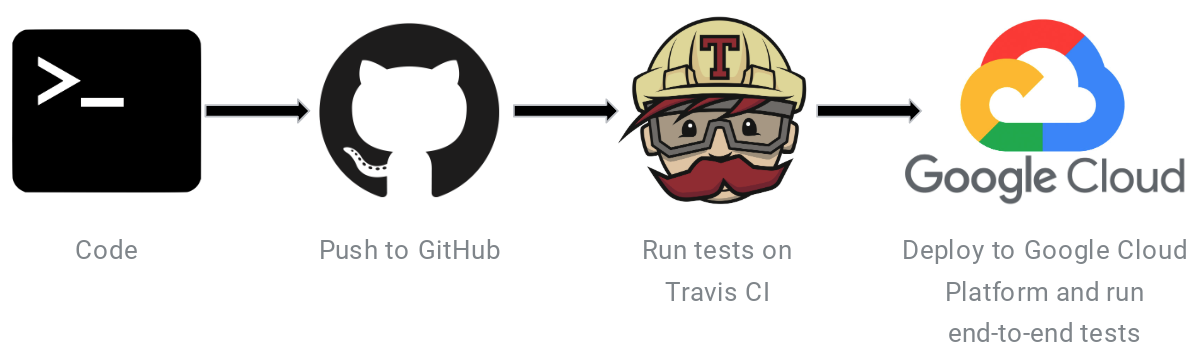 >_
T
Google Cloud
Code
Push to GitHub
Run tests on
Travis CI
Deploy to Google Cloud
Platform and run
end-to-end tests